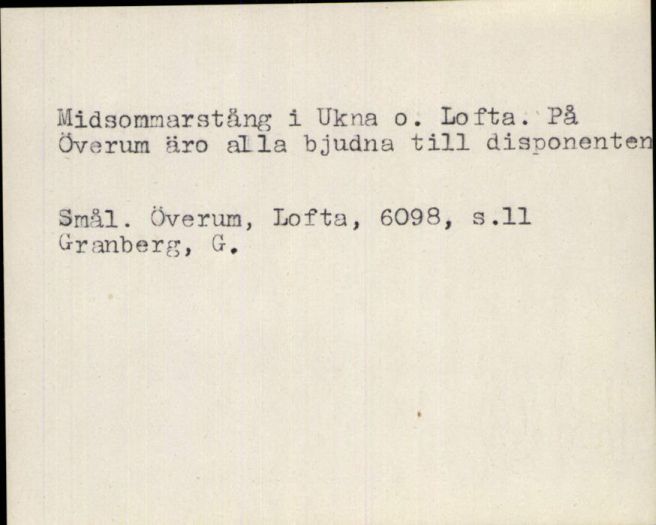 Midsommarstång i Ukna o. Lofta. På
Överum äro alla bjudna till disponenten
Smål. Överum, Lofta, 6098, s.11
Granberg, G.